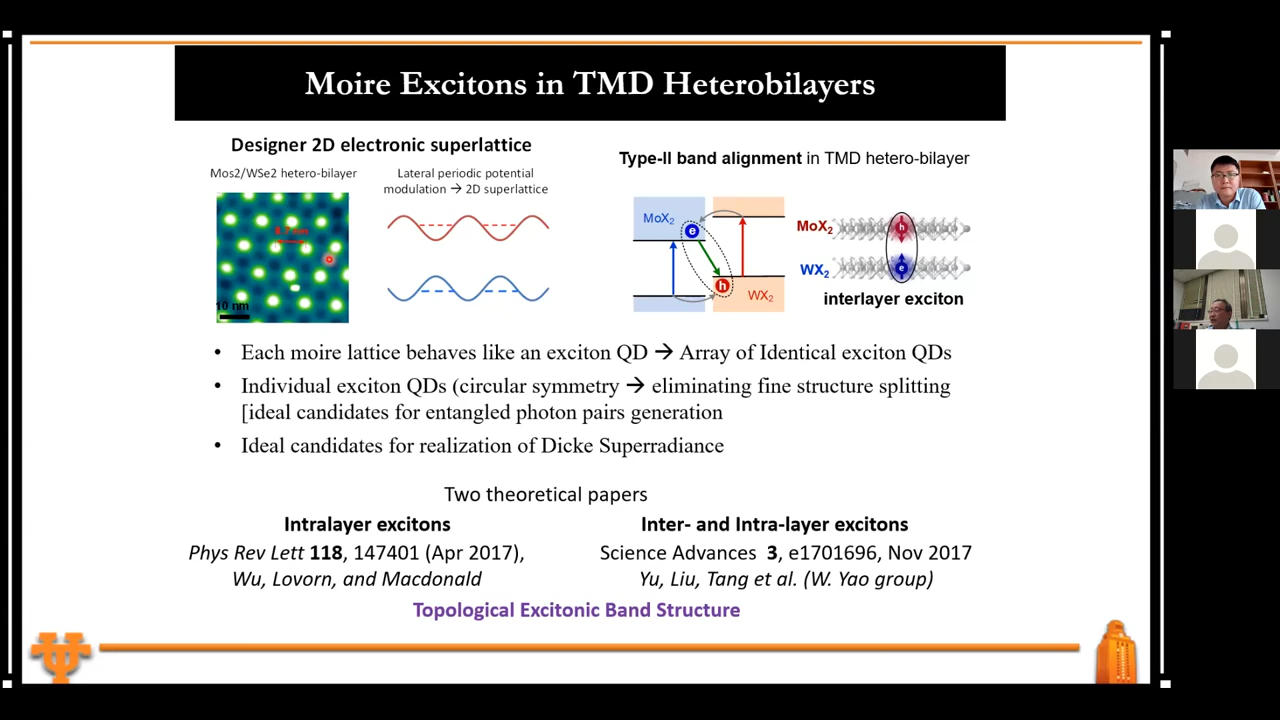 Moire Excitons in TMD Heterobilayers
Designer 2D electronic superlattice
Mos2/WSe2 hetero-bilayer
Lateral periodic potential
modulation → 2D superlattice
8.7 nm
10 nm
Type-II band alignment in TMD hetero-bilayer
MoX2
e
h
WX2
MoX2
h
WX2
e
interlayer exciton
• Each moire lattice behaves like an exciton QD → Array of Identical exciton QDs
• Individual exciton QDs (circular symmetry → eliminating fine structure splitting
[ideal candidates for entangled photon pairs generation
• Ideal candidates for realization of Dicke Superradiance
Two theoretical papers
Intralayer excitons
Phys Rev Lett 118, 147401 (Apr 2017),
Wu, Lovorn, and Macdonald
Inter- and Intra-layer excitons
Science Advances 3, e1701696, Nov 2017
Yu, Liu, Tang et al. (W. Yao group)
Topological Excitonic Band Structure